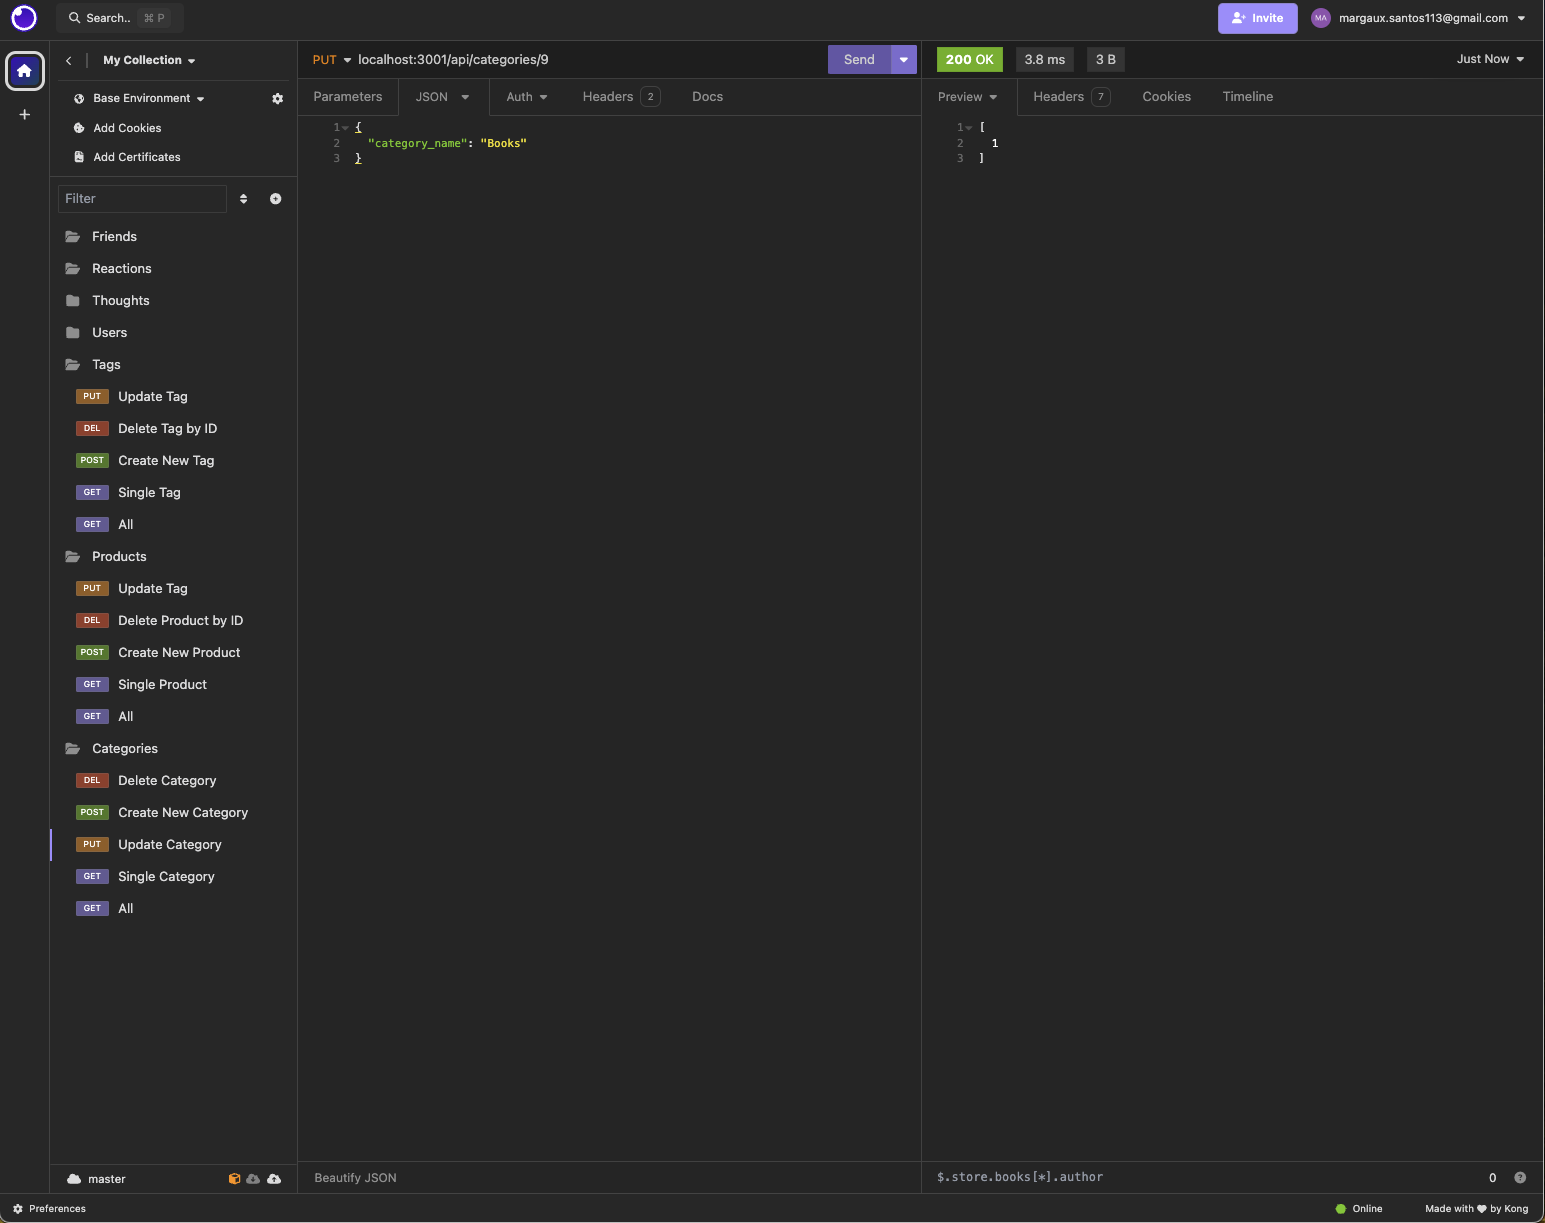 Search.. ⌘ P
Invite
MA margaux.santos113@gmail.com
My Collection
Base Environment
Add Cookies
Add Certificates
Filter
Friends
Reactions
Thoughts
Users
Tags
PUT Update Tag
DEL Delete Tag by ID
POST Create New Tag
GET Single Tag
GET All
Products
PUT Update Tag
DEL Delete Product by ID
POST Create New Product
GET Single Product
GET All
Categories
DEL Delete Category
POST Create New Category
PUT Update Category
GET Single Category
GET All
master
Preferences
PUT localhost:3001/api/categories/9 Send
Parameters JSON Auth Headers 2 Docs
1 {
2 "category_name": "Books"
3 }
Beautify JSON
200 OK 3.8 ms 3 B Just Now
Preview Headers 7 Cookies Timeline
1 [
2 1
3 ]
$.store.books[*].author 0
Online Made with ♥ by Kong